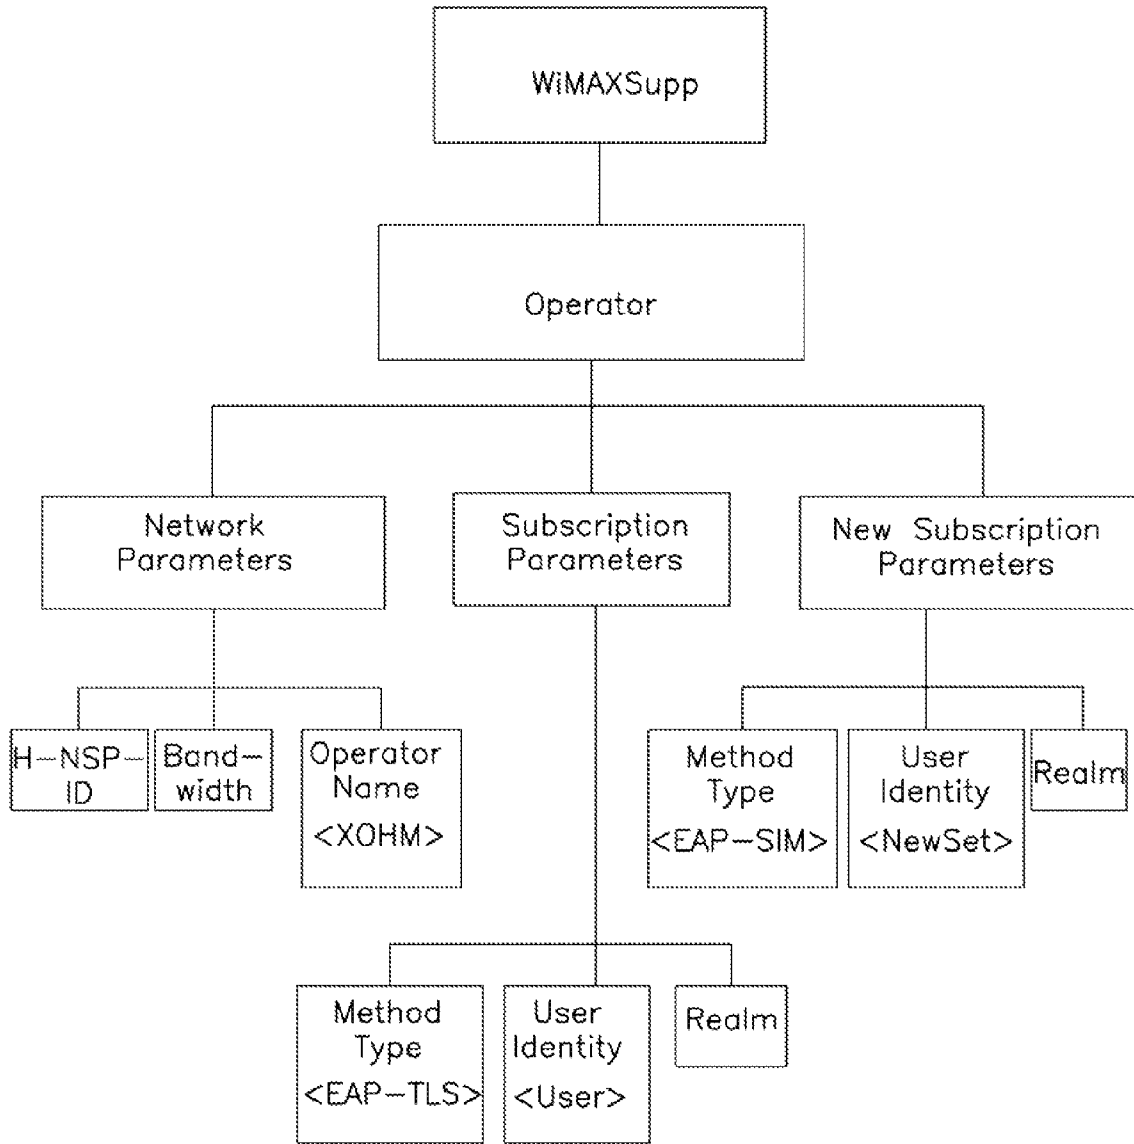 WiMAXSupp
Operator
Network
Parameters
Subscription
Parameters
New Subscription
Parameters
H-NSP-
ID
Band-
width
Operator
Name
<XOHM>
Method
Type
<EAP-SIM>
User
Identity
<NewSet>
Realm
Method
Type
<EAP-TLS>
User
Identity
<User>
Realm